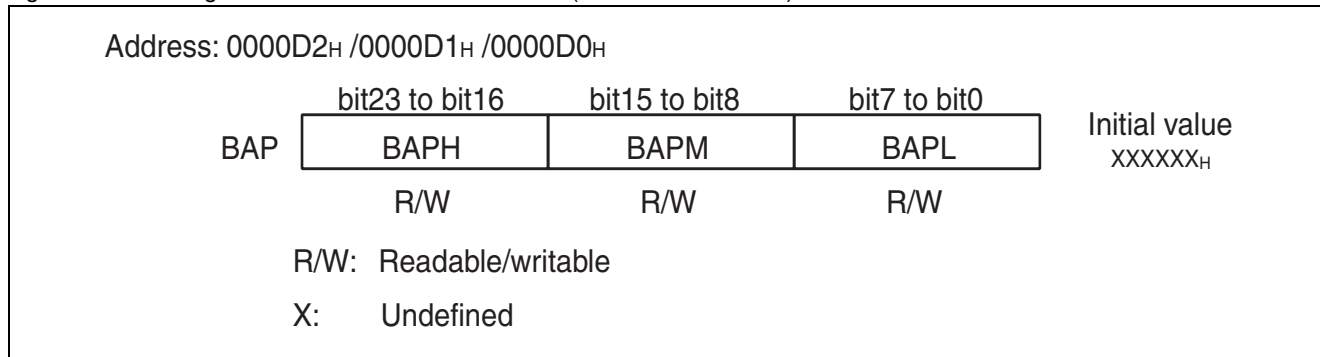 Address: 0000D2H /0000D1H /0000D0H
bit23 to bit16 bit15 to bit8 bit7 to bit0
BAP BAPH BAPM BAPL Initial value
XXXXXXH
R/W R/W R/W
R/W: Readable/writable
X: Undefined